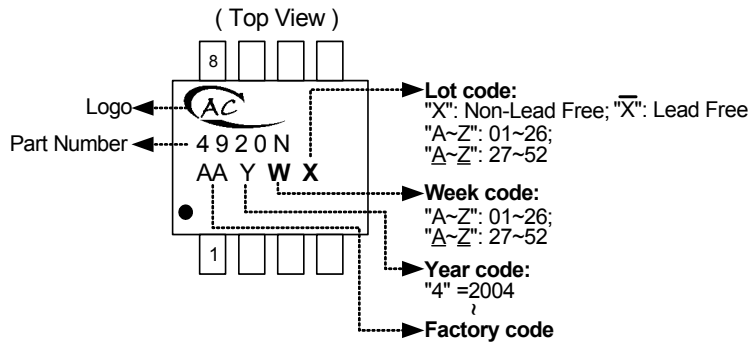 ( Top View )
8
AC
Logo
Part Number
4920N
AA Y W X
1
Lot code:
"X": Non-Lead Free; "X̅": Lead Free
"A~Z": 01~26;
"A̲~Z̲": 27~52
Week code:
"A~Z": 01~26;
"A̲~Z̲": 27~52
Year code:
"4" =2004
~
Factory code